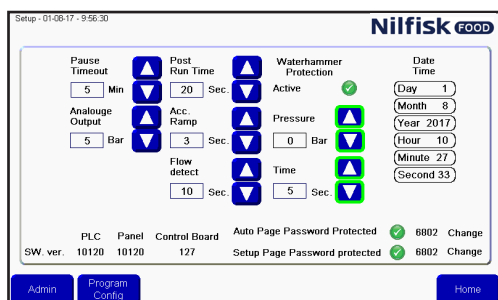 Setup - 01-08-17 - 9:56:30
Nilfisk FOOD
Pause Timeout
5 Min
Post Run Time
20 Sec.
Waterhammer Protection
Active
Date Time
Day 1
Month 8
Year 2017
Hour 10
Minute 27
Second 33
Analouge Output
5 Bar
Acc. Ramp
3 Sec.
Pressure
0 Bar
Flow detect
10 Sec.
Time
5 Sec.
PLC Panel Control Board
SW. ver. 10120 10120 127
Auto Page Password Protected 6802 Change
Setup Page Password protected 6802 Change
Admin
Program Config
Home